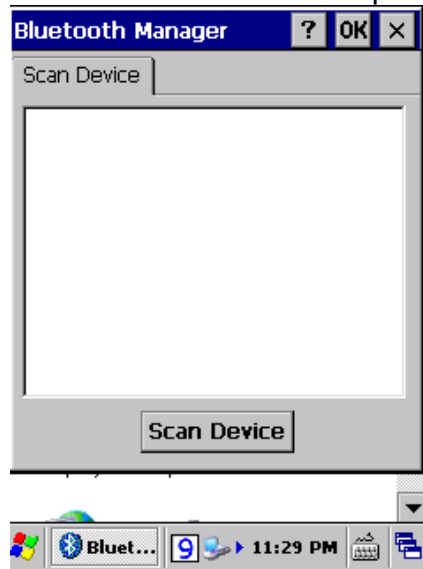 Bluetooth Manager ? OK ×
Scan Device
Scan Device
Bluet... 9 11:29 PM